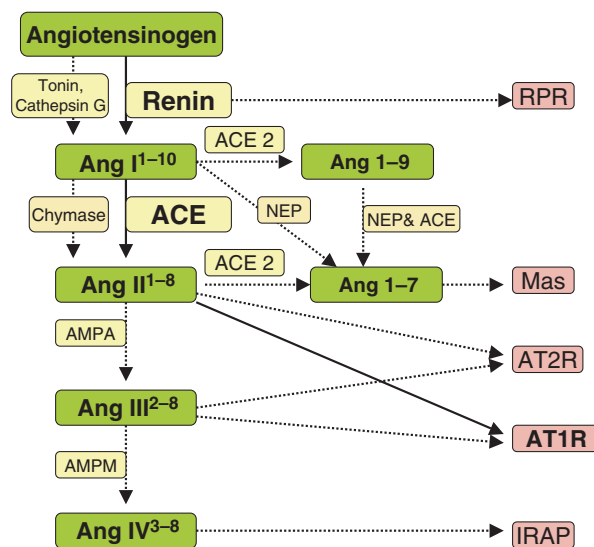 Angiotensinogen
Tonin,
Cathepsin G
Renin
RPR
ACE 2
Ang I¹⁻¹⁰
Ang 1–9
Chymase
ACE
NEP
NEP& ACE
ACE 2
Ang II¹⁻⁸
Ang 1–7
Mas
AMPA
AT2R
Ang III²⁻⁸
AT1R
AMPM
Ang IV³⁻⁸
IRAP